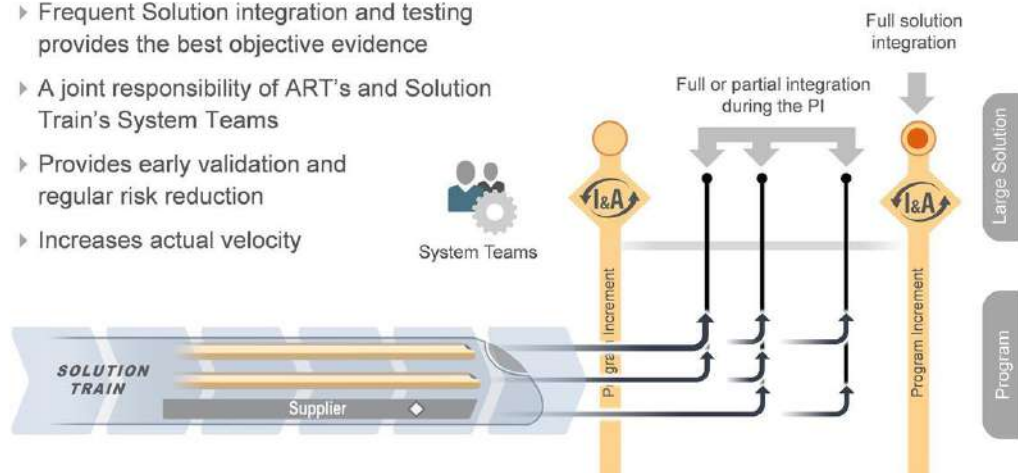 Frequent Solution integration and testing
provides the best objective evidence
A joint responsibility of ART's and Solution
Train's System Teams
Provides early validation and
regular risk reduction
Increases actual velocity
System Teams
Full or partial integration
during the PI
Full solution
integration
I&A
I&A
Large Solution
Program Increment
Program Increment
Program
SOLUTION
TRAIN
Supplier